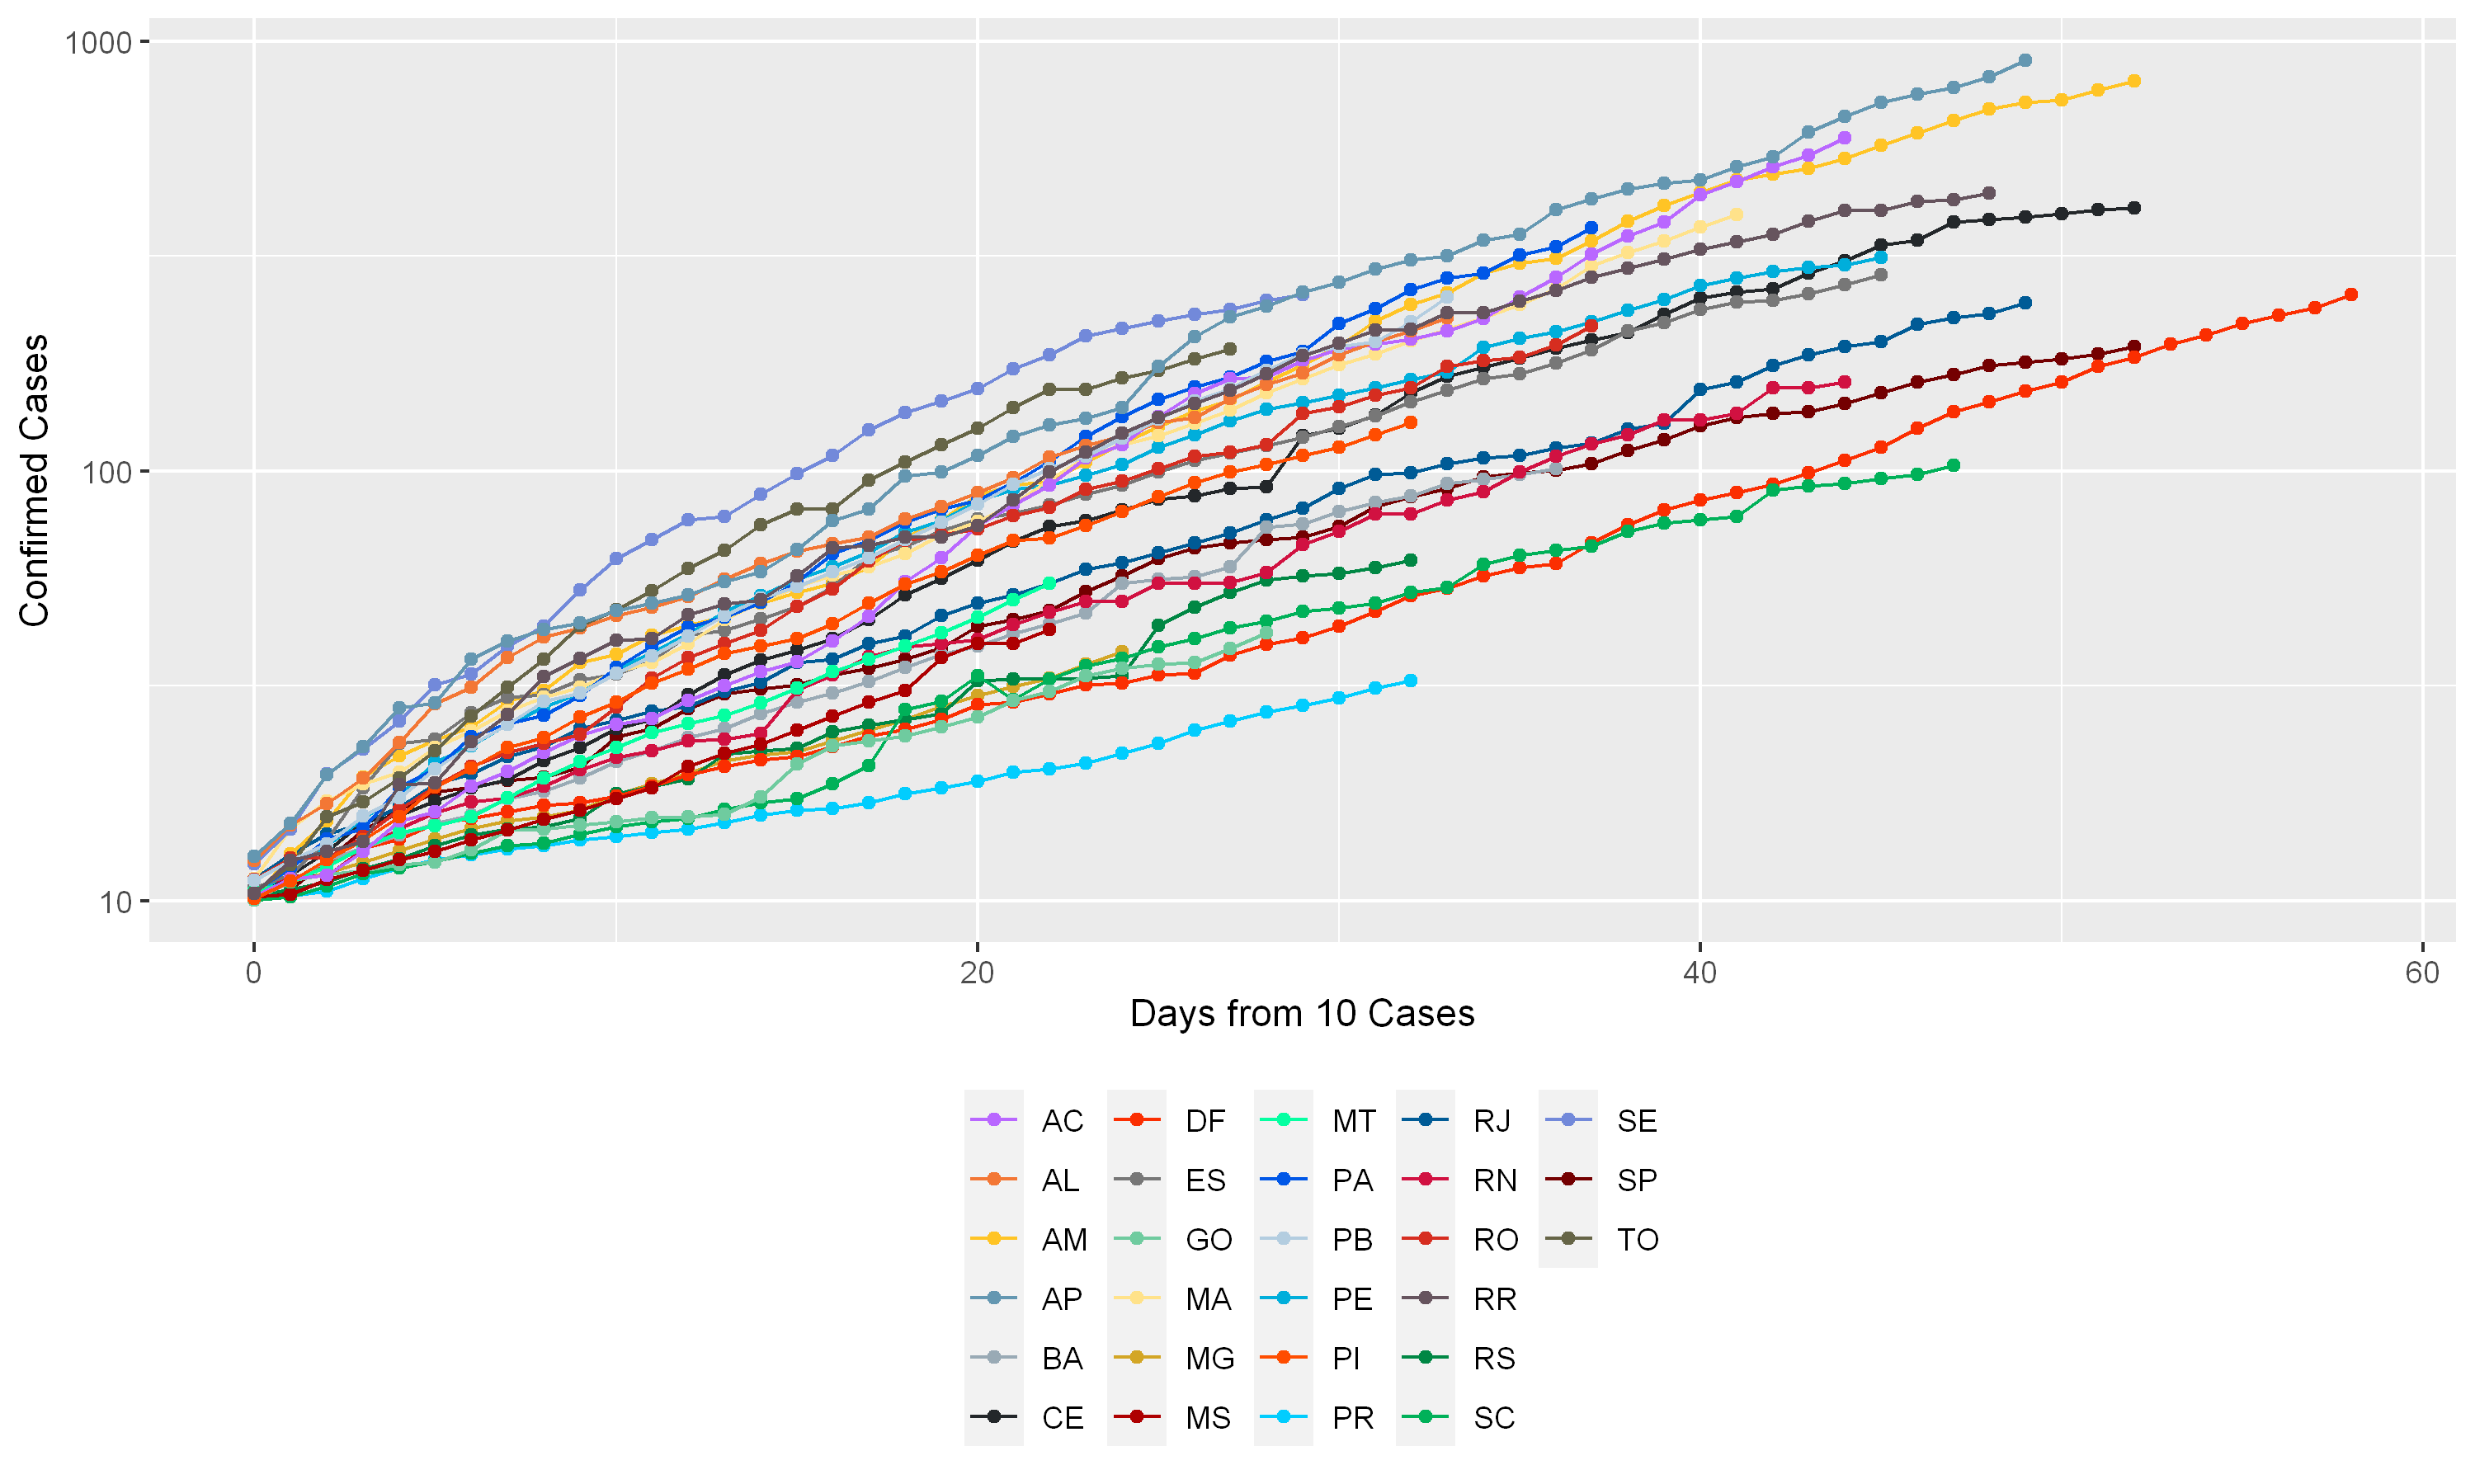 1000
100
10
Confirmed Cases
0 20 40 60
Days from 10 Cases
AC DF MT RJ SE
AL ES PA RN SP
AM GO PB RO TO
AP MA PE RR
BA MG PI RS
CE MS PR SC